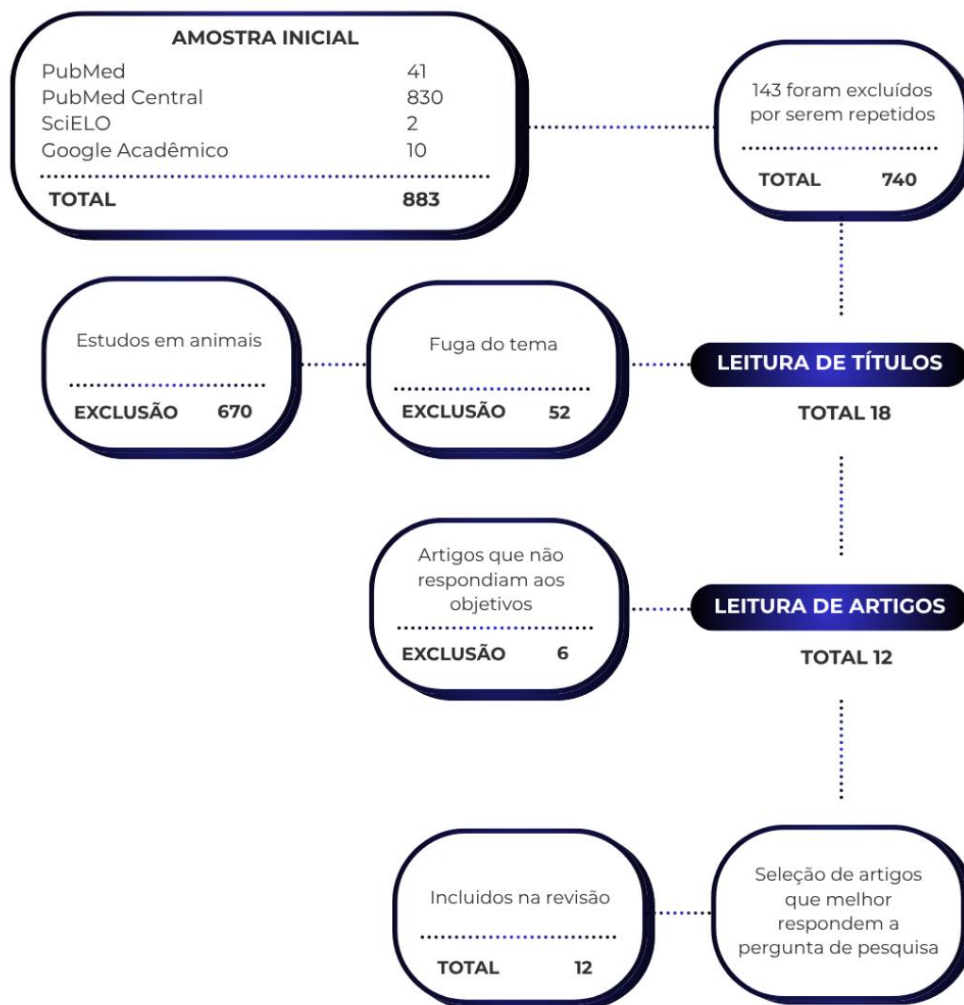 AMOSTRA INICIAL
PubMed 41
PubMed Central 830
SciELO 2
Google Acadêmico 10
TOTAL 883
143 foram excluídos
por serem repetidos
TOTAL 740
Estudos em animais
EXCLUSÃO 670
Fuga do tema
EXCLUSÃO 52
LEITURA DE TÍTULOS
TOTAL 18
Artigos que não
respondiam aos
objetivos
EXCLUSÃO 6
LEITURA DE ARTIGOS
TOTAL 12
Incluidos na revisão
TOTAL 12
Seleção de artigos
que melhor
respondem a
pergunta de pesquisa